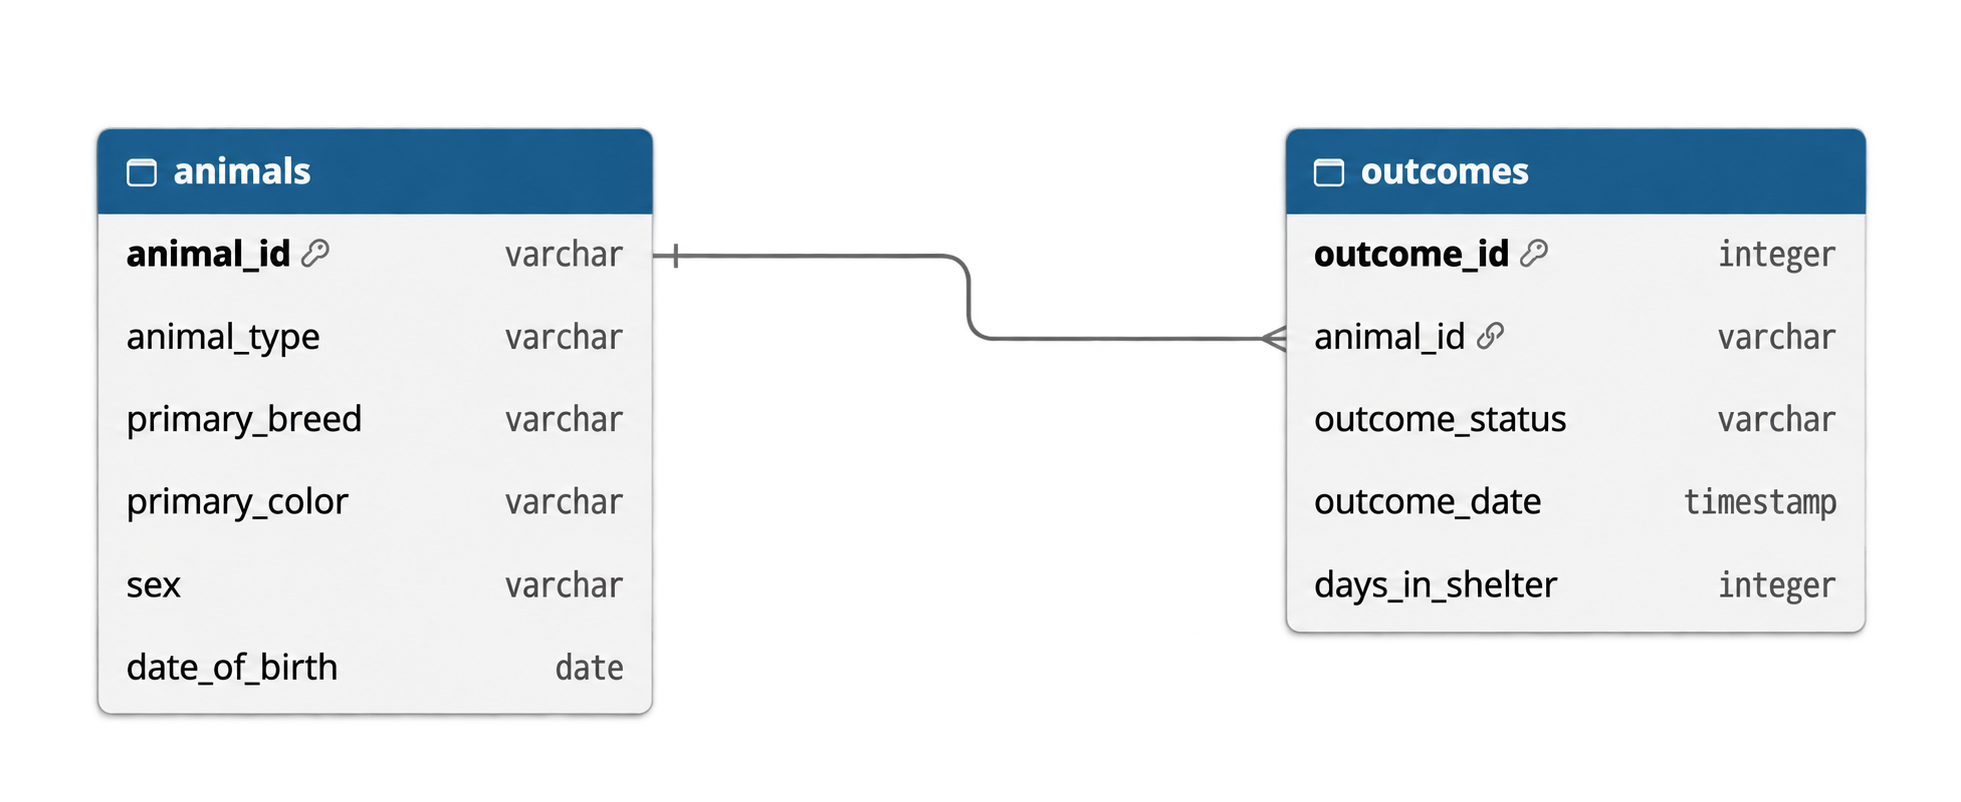 animals
animal_id varchar
animal_type varchar
primary_breed varchar
primary_color varchar
sex varchar
date_of_birth date
outcomes
outcome_id integer
animal_id varchar
outcome_status varchar
outcome_date timestamp
days_in_shelter integer